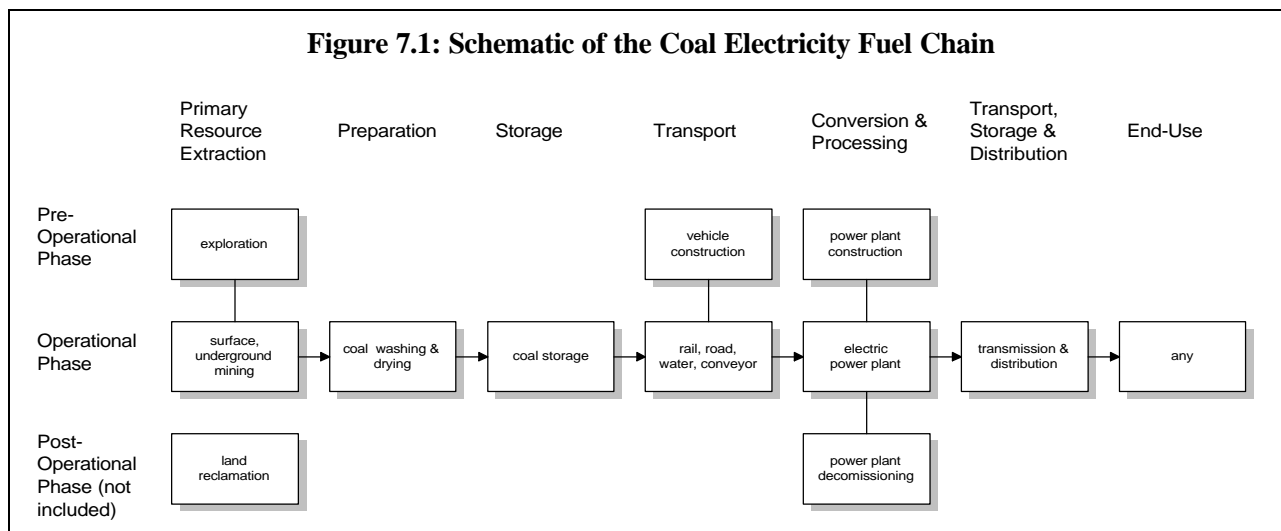 Figure 7.1: Schematic of the Coal Electricity Fuel Chain
Primary
Resource
Extraction
Preparation
Storage
Transport
Conversion &
Processing
Transport,
Storage &
Distribution
End-Use
Pre-
Operational
Phase
exploration
vehicle
construction
power plant
construction
Operational
Phase
surface,
underground
mining
coal washing &
drying
coal storage
rail, road,
water, conveyor
electric
power plant
transmission &
distribution
any
Post-
Operational
Phase (not
included)
land
reclamation
power plant
decomissioning